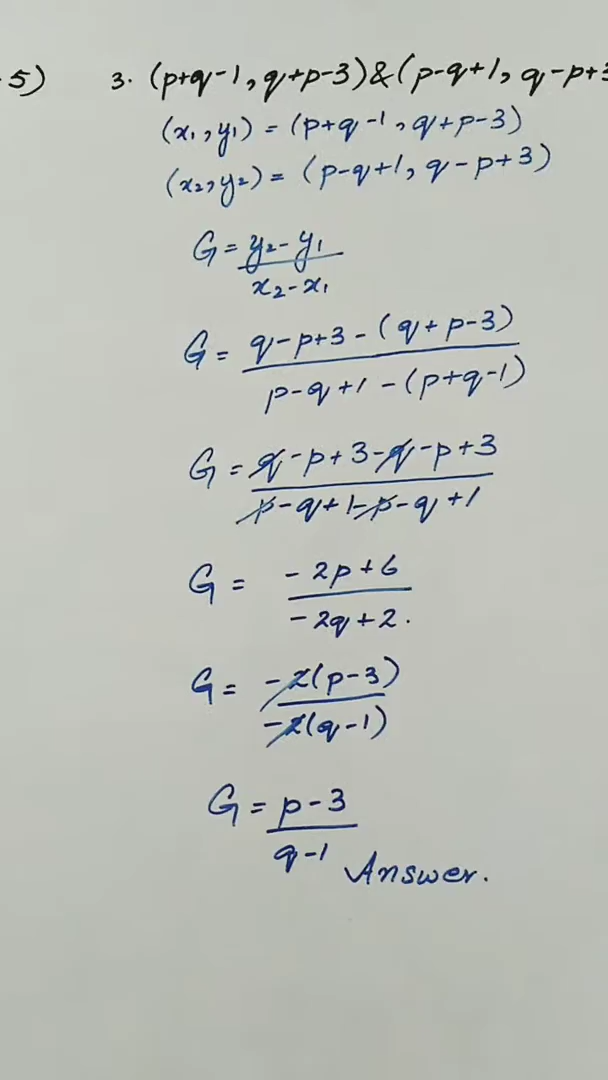 5) 3. (p+q-1, q+p-3) & (p-q+1, q-p+3
(x₁, y₁) = (p+q-1, q+p-3)
(x₂, y₂) = (p-q+1, q-p+3)
G = y₂-y₁
x₂-x₁
G = q-p+3-(q+p-3)
p-q+1-(p+q-1)
G = q-p+3-q-p+3
p-q+1-p-q+1
G = -2p+6
-2q+2.
G = -2(p-3)
-2(q-1)
G = p-3
q-1 Answer.